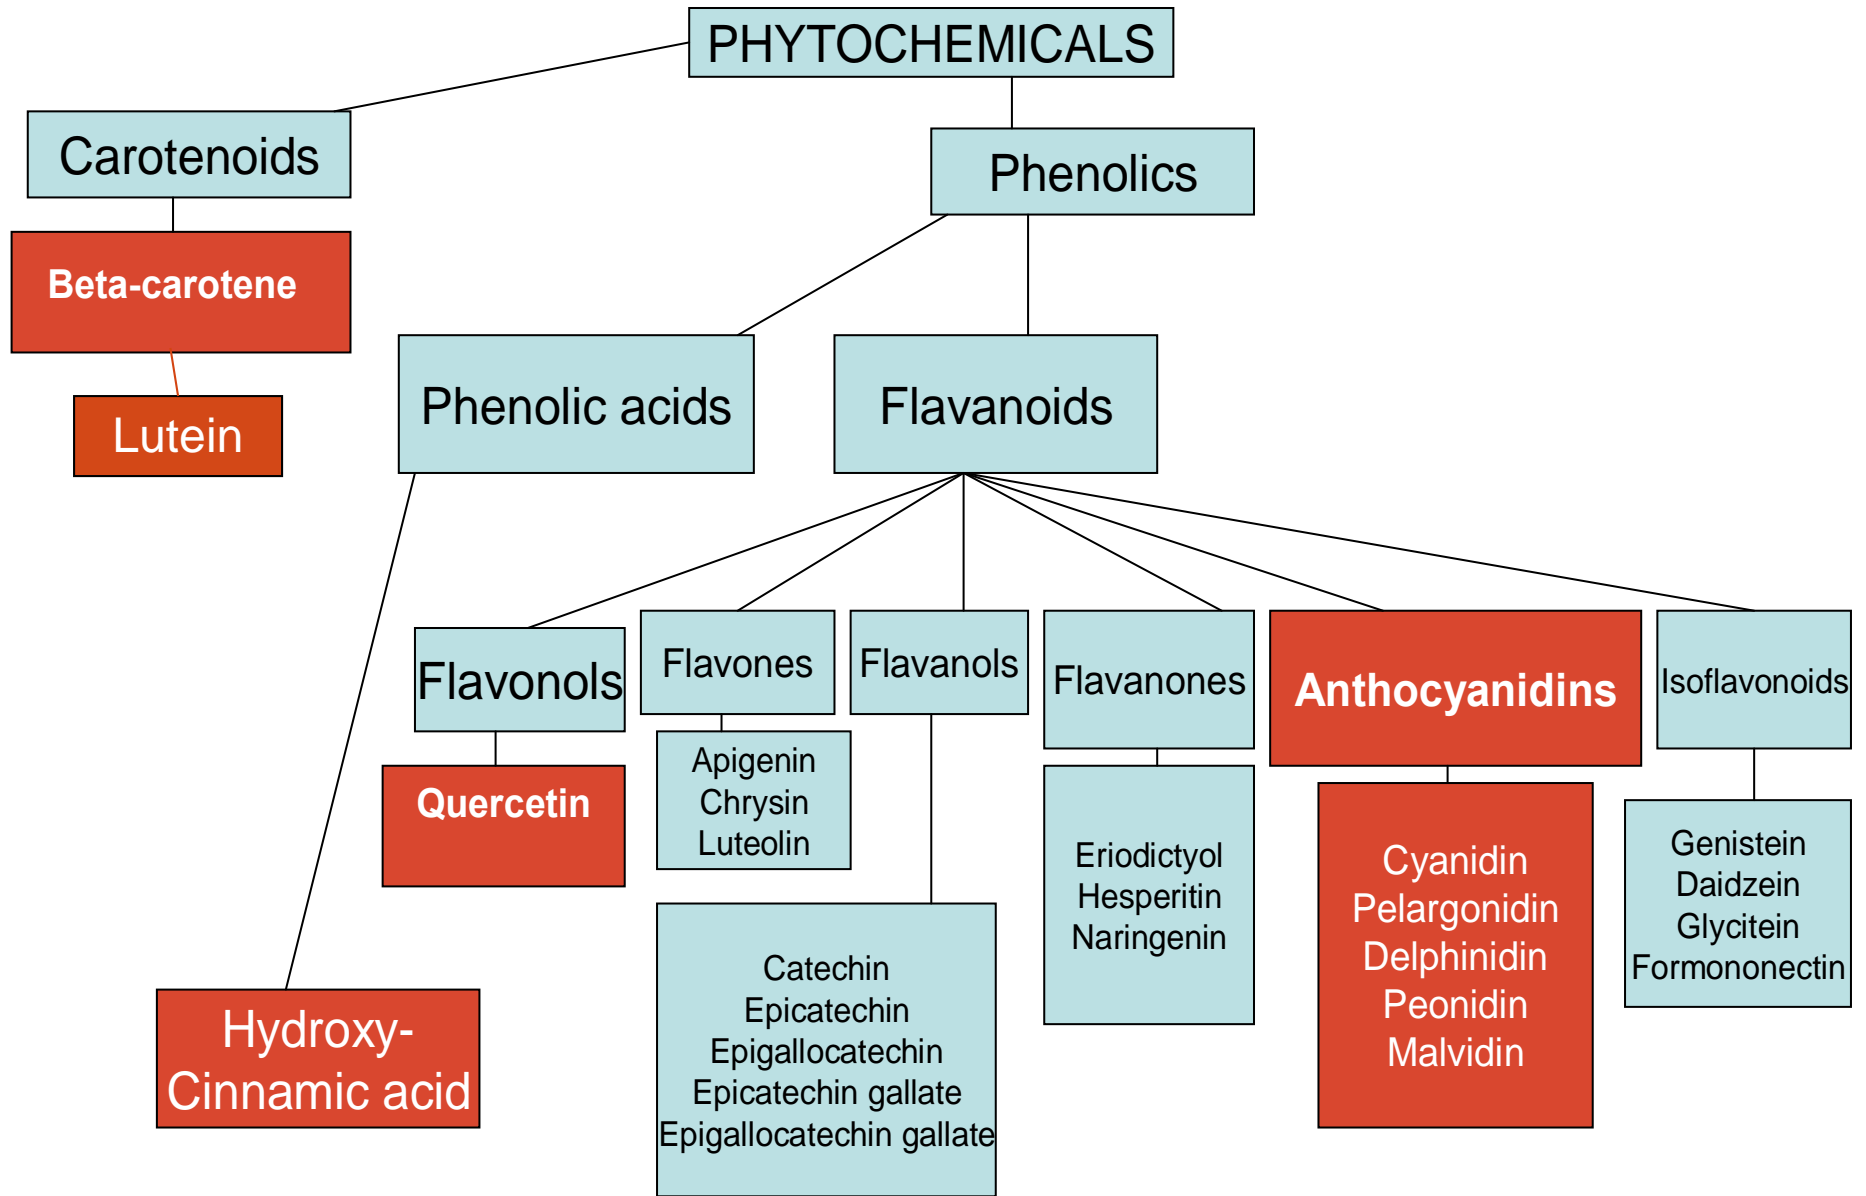 PHYTOCHEMICALS
Carotenoids
Phenolics
Beta-carotene
Lutein
Phenolic acids
Flavanoids
Flavonols
Flavones
Flavanols
Flavanones
Anthocyanidins
Isoflavonoids
Quercetin
Apigenin
Chrysin
Luteolin
Catechin
Epicatechin
Epigallocatechin
Epicatechin gallate
Epigallocatechin gallate
Eriodictyol
Hesperitin
Naringenin
Cyanidin
Pelargonidin
Delphinidin
Peonidin
Malvidin
Genistein
Daidzein
Glycitein
Formononectin
Hydroxy-
Cinnamic acid